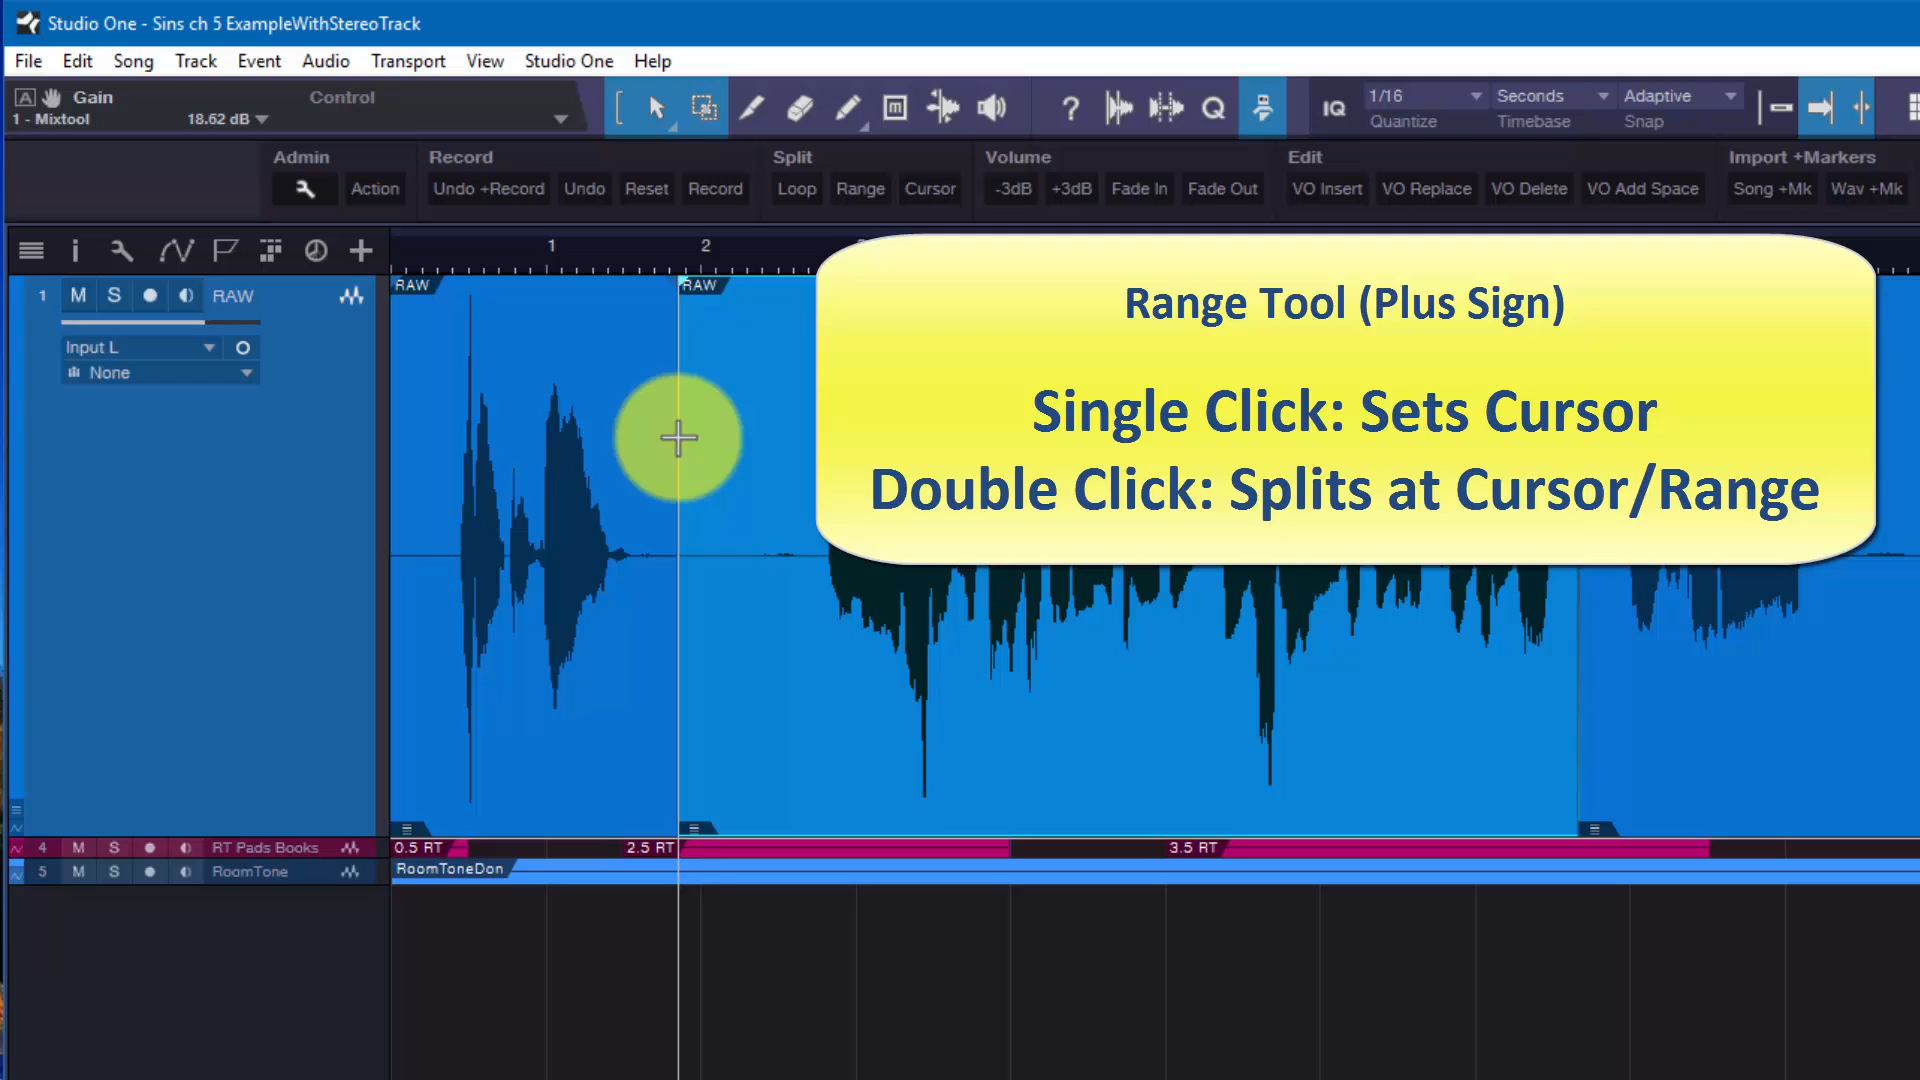 Studio One - Sins ch 5 ExampleWithStereoTrack
File Edit Song Track Event Audio Transport View Studio One Help
A Gain Control
1 - Mixtool 18.62 dB
? Q IQ 1/16 Seconds Adaptive
Quantize Timebase Snap
Admin Record Split Volume Edit Import +Markers
Action Undo +Record Undo Reset Record Loop Range Cursor -3dB +3dB Fade In Fade Out VO Insert VO Replace VO Delete VO Add Space Song +Mk Wav +Mk
i 1 2
1 M S RAW
RAW RAW
Input L
None
Range Tool (Plus Sign)
Single Click: Sets Cursor
Double Click: Splits at Cursor/Range
4 M S RT Pads Books 0.5 RT 2.5 RT 3.5 RT
5 M S RoomTone RoomToneDon